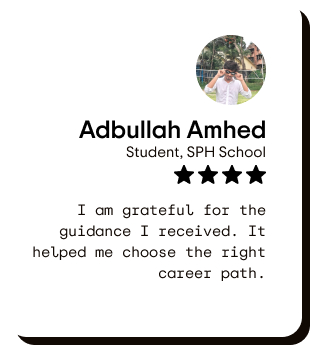 Adbullah Amhed
Student, SPH School
I am grateful for the
guidance I received. It
helped me choose the right
career path.